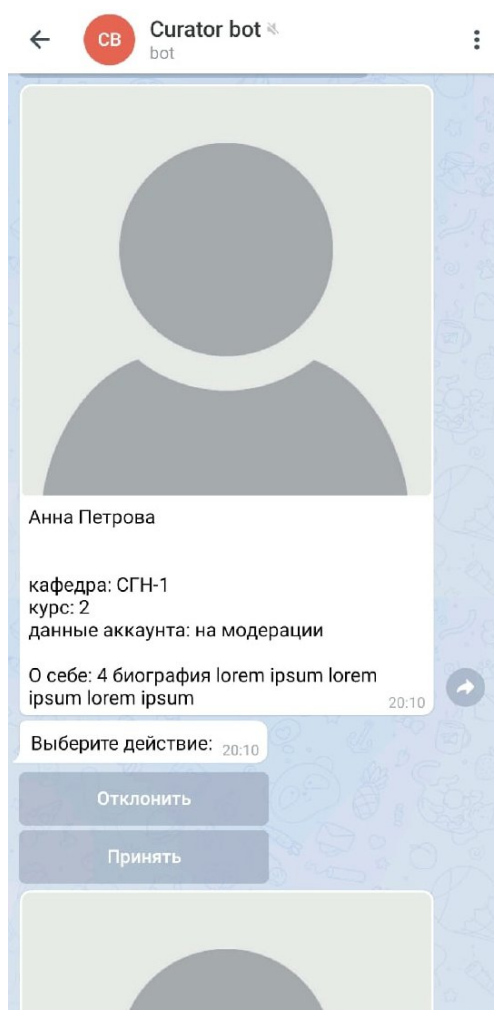 CB
Curator bot
bot
Анна Петрова
кафедра: СГН-1
курс: 2
данные аккаунта: на модерации
О себе: 4 биография lorem ipsum lorem
ipsum lorem ipsum
20:10
Выберите действие: 20:10
Отклонить
Принять